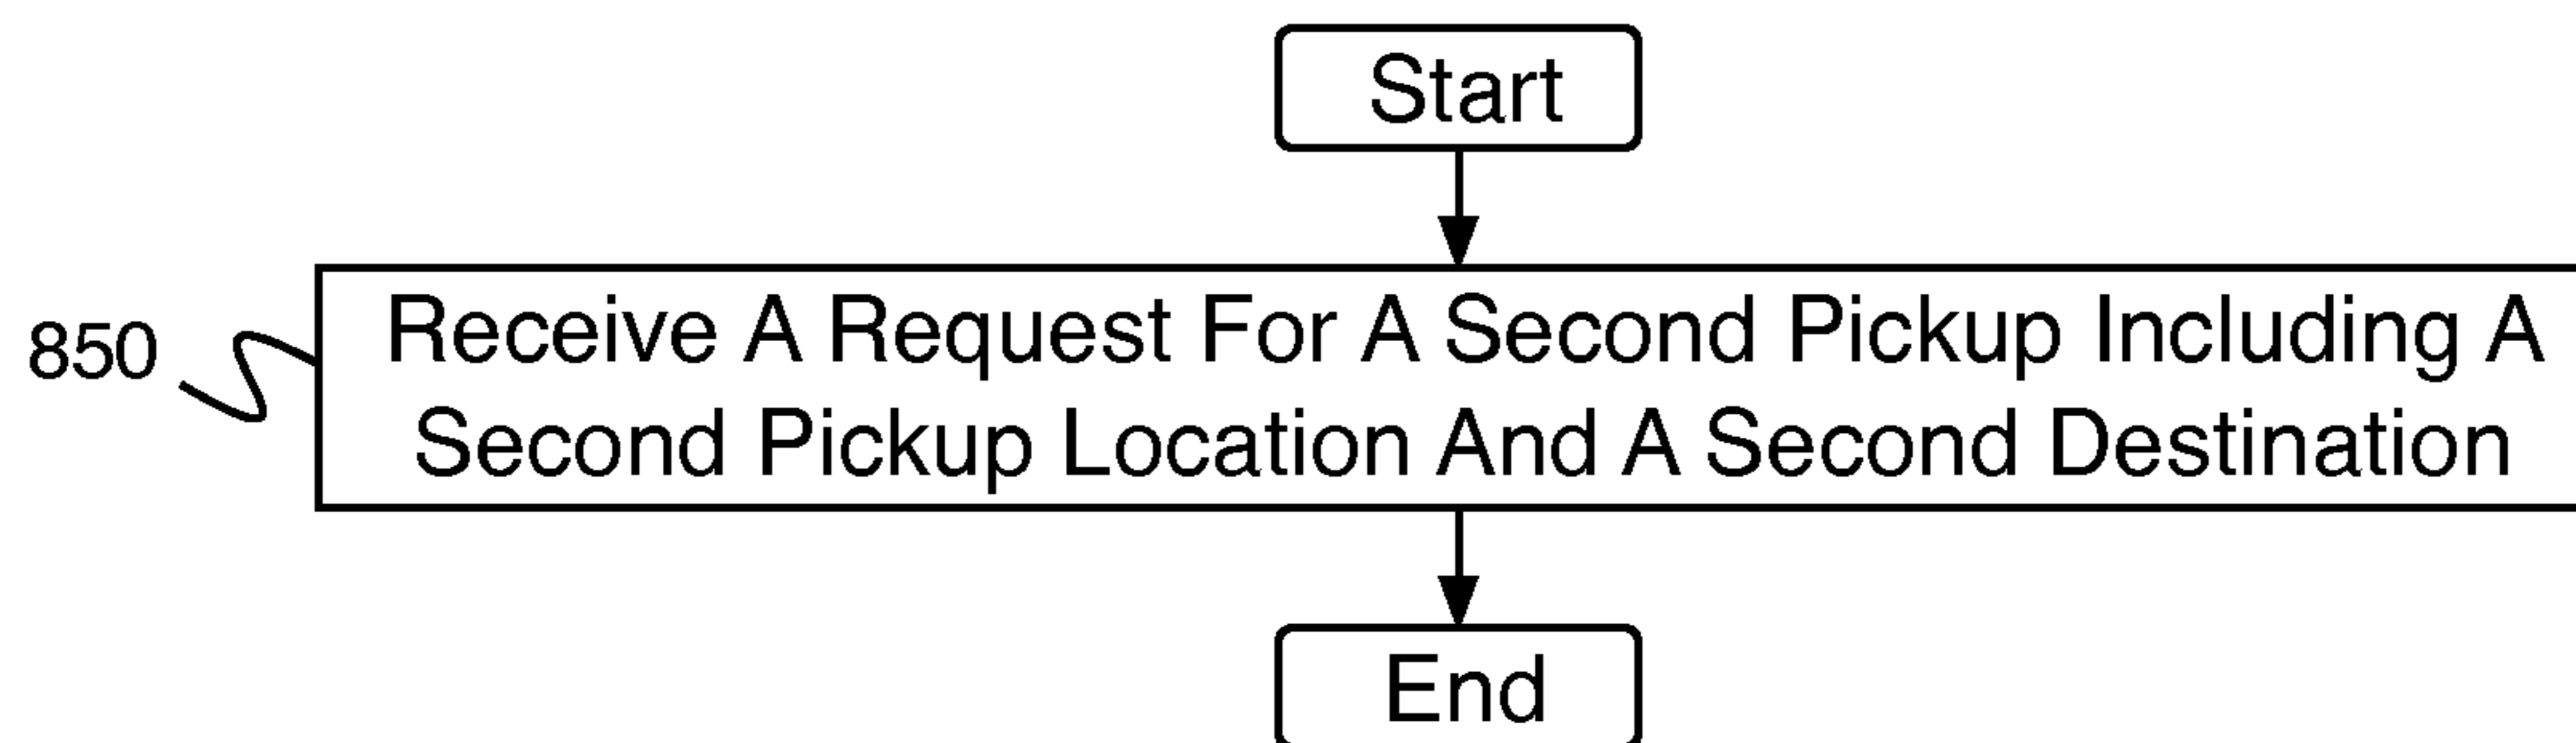 Start
850
Receive A Request For A Second Pickup Including A
Second Pickup Location And A Second Destination
End